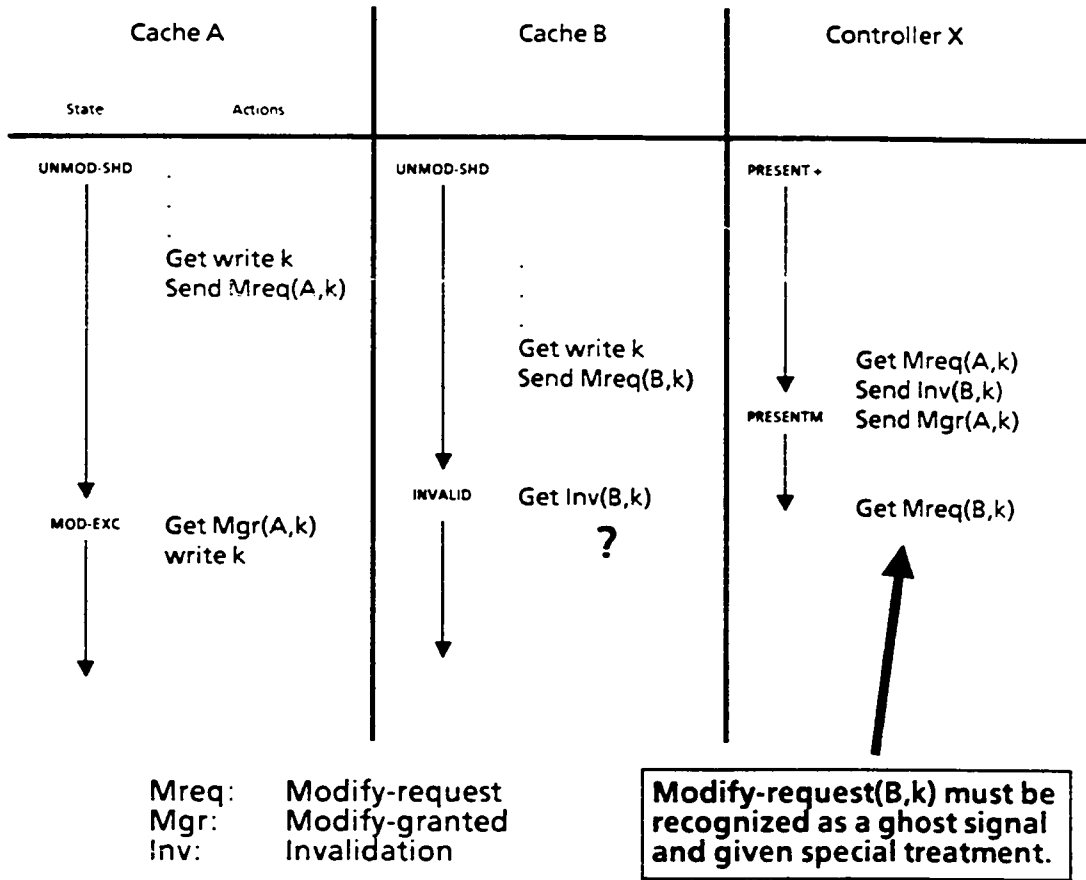 Cache A
Cache B
Controller X
State Actions
UNMOD-SHD
.
.
.
Get write k
Send Mreq(A,k)
MOD-EXC Get Mgr(A,k)
write k
UNMOD-SHD
.
.
.
Get write k
Send Mreq(B,k)
INVALID Get Inv(B,k)
?
PRESENT+
Get Mreq(A,k)
Send Inv(B,k)
PRESENTM Send Mgr(A,k)
Get Mreq(B,k)
Mreq: Modify-request
Mgr: Modify-granted
Inv: Invalidation
Modify-request(B,k) must be
recognized as a ghost signal
and given special treatment.